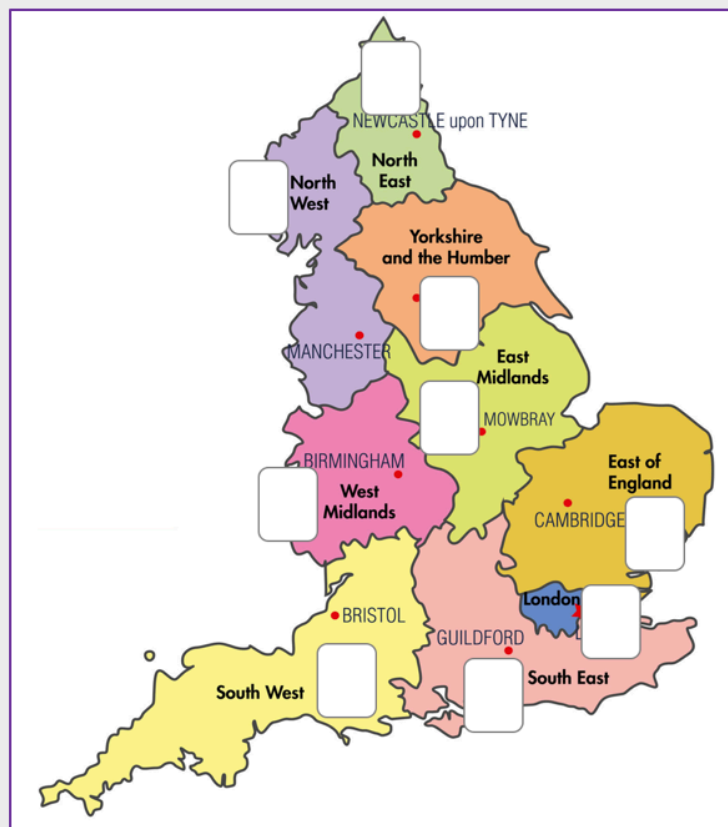 NEWCASTLE upon TYNE
North
East
North
West
Yorkshire
and the Humber
MANCHESTER
East
Midlands
MOWBRAY
BIRMINGHAM
West
Midlands
East of
England
CAMBRIDGE
London
BRISTOL
GUILDFORD
South East
South West